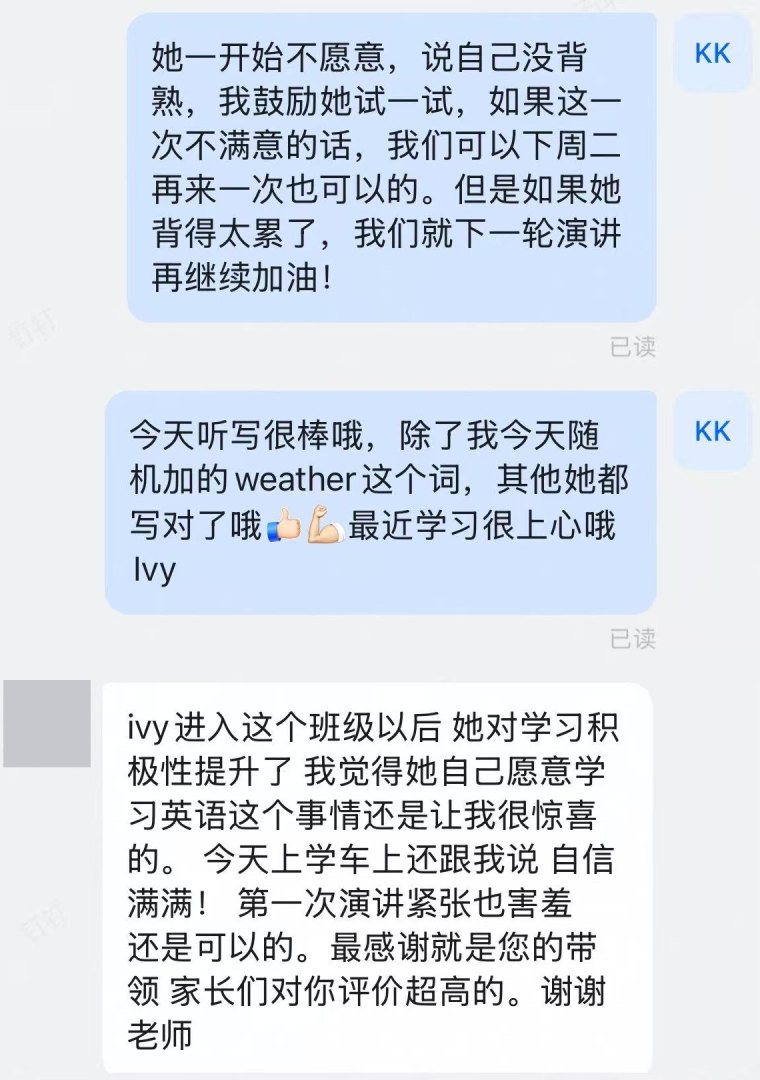 她一开始不愿意，说自己没背
熟，我鼓励她试一试，如果这一
次不满意的话，我们可以下周二
再来一次也可以的。但是如果她
背得太累了，我们就下一轮演讲
再继续加油！
KK
已读
今天听写很棒哦，除了我今天随
机加的weather这个词，其他她都
写对了哦👍🏻💪🏻最近学习很上心哦
Ivy
KK
已读
ivy进入这个班级以后 她对学习积
极性提升了 我觉得她自己愿意学
习英语这个事情还是让我很惊喜
的。 今天上学车上还跟我说 自信
满满！ 第一次演讲紧张也害羞
还是可以的。最感谢就是您的带
领 家长们对你评价超高的。谢谢
老师
钉钉
钉钉